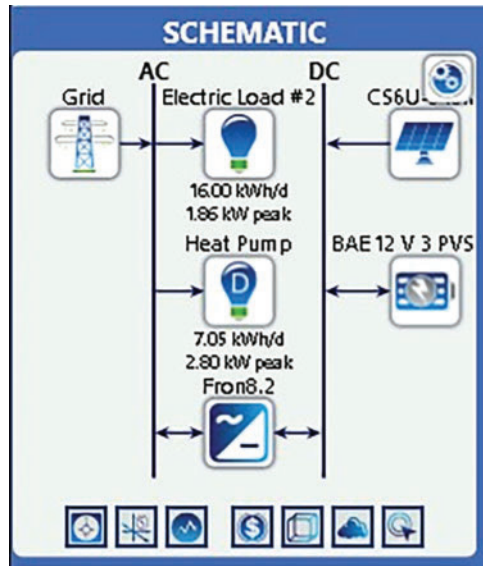 SCHEMATIC
AC DC
Grid Electric Load #2
16.00 kWh/d
1.86 kW peak
Heat Pump BAE 12 V 3 PVS
D
7.05 kWh/d
2.80 kW peak
Fron8.2